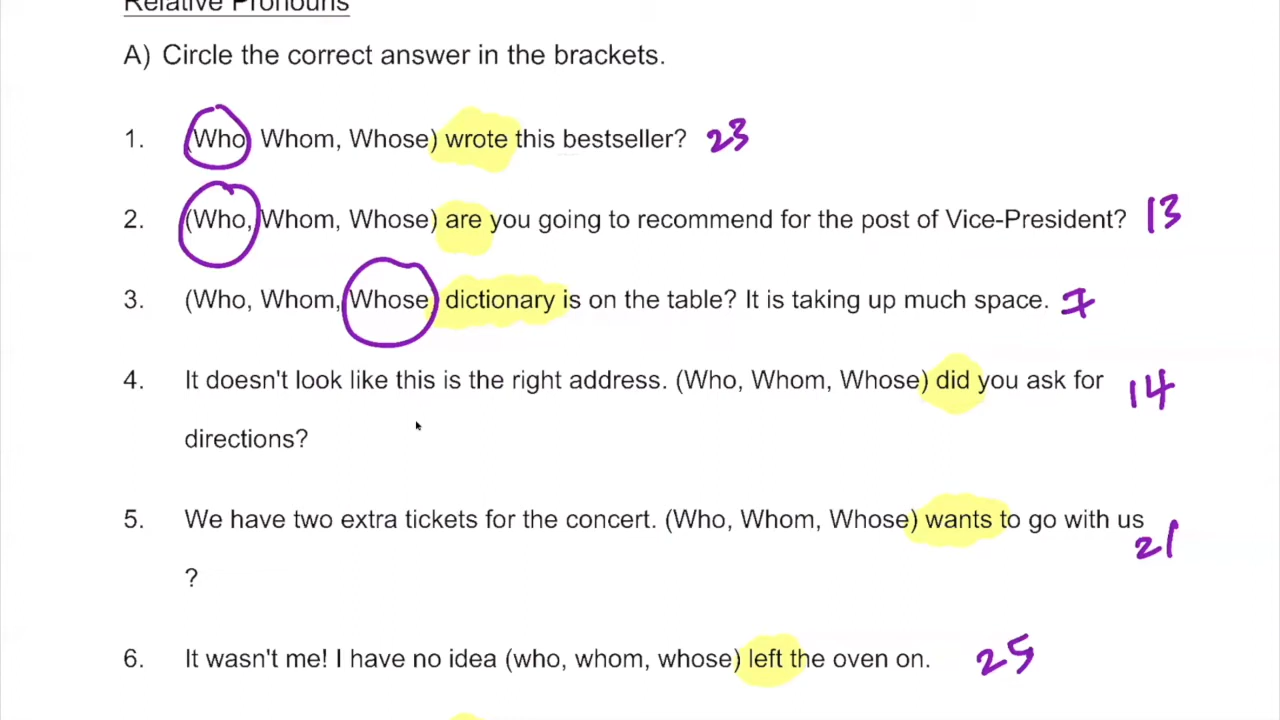 Relative Pronouns
A) Circle the correct answer in the brackets.
1. (Who, Whom, Whose) wrote this bestseller? 23
2. (Who, Whom, Whose) are you going to recommend for the post of Vice-President? 13
3. (Who, Whom, Whose) dictionary is on the table? It is taking up much space. 7
4. It doesn't look like this is the right address. (Who, Whom, Whose) did you ask for 14
directions?
5. We have two extra tickets for the concert. (Who, Whom, Whose) wants to go with us 21
?
6. It wasn't me! I have no idea (who, whom, whose) left the oven on. 25